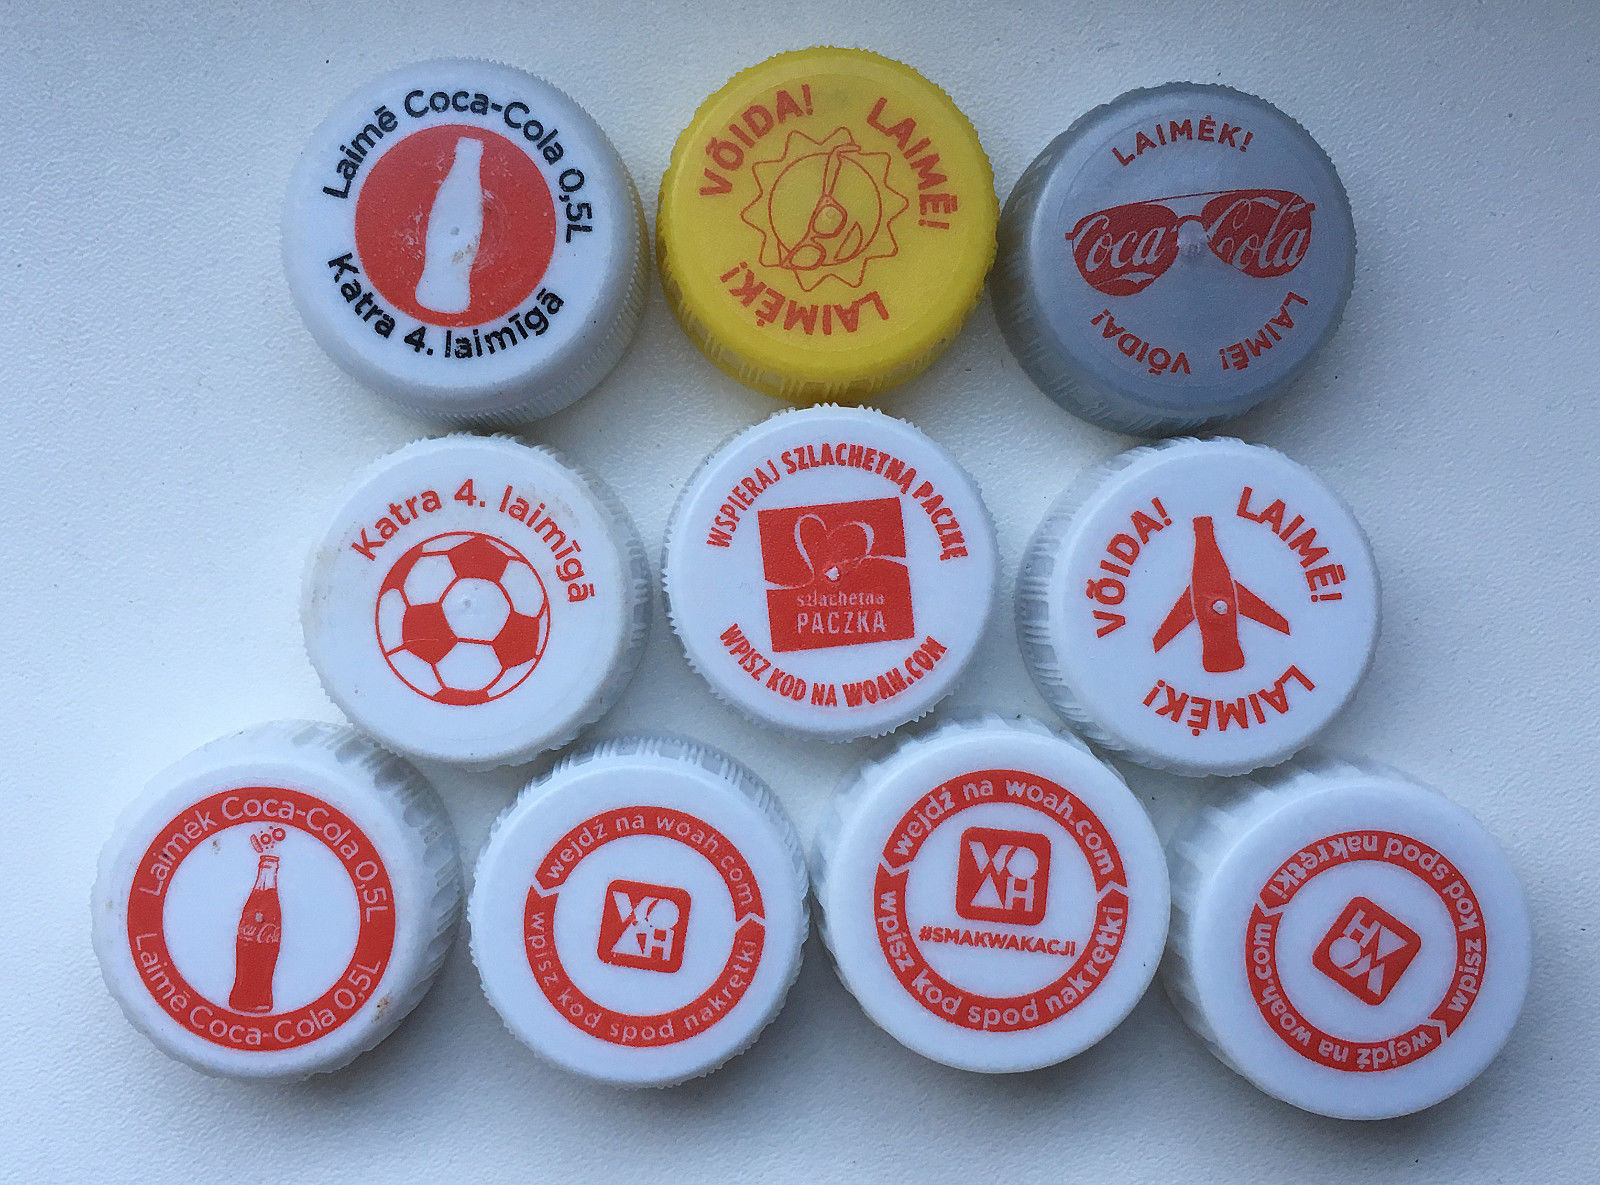 Laimē Coca-Cola 0,5L
Katra 4. laimīgā
VÕIDA!
LAIMĒ!
LAIMĖK!
LAIMĖK!
Coca Cola
LAIMĒ!
VÕIDA!
Katra 4. laimīgā
WSPIERAJ SZLACHETNĄ PACZKĘ
szlachetna
PACZKA
WPISZ KOD NA WOAH.COM
VÕIDA!
LAIMĒ!
LAIMĖK!
Laimėk Coca-Cola 0,5L
Coca-Cola
Laimē Coca-Cola 0,5L
wejdź na woah.com
WOAH
wpisz kod spod nakrętki
wejdź na woah.com
WOAH
#SMAKWAKACJI
wpisz kod spod nakrętki
wejdź na woah.com
WOAH
wpisz kod spod nakrętki